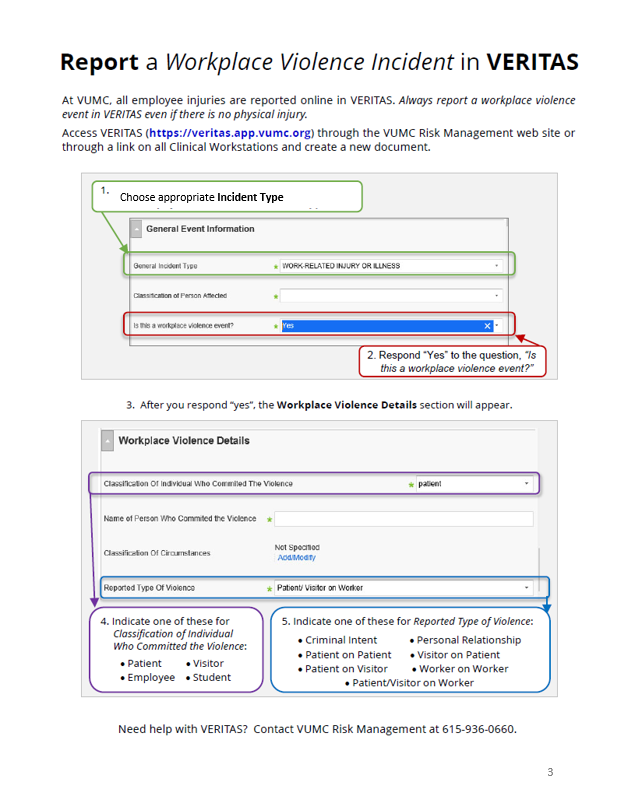 Report a Workplace Violence Incident in VERITAS
At VUMC, all employee injuries are reported online in VERITAS. Always report a workplace violence
event in VERITAS even if there is no physical injury.
Access VERITAS (https://veritas.app.vumc.org) through the VUMC Risk Management web site or
through a link on all Clinical Workstations and create a new document.
1. Choose appropriate Incident Type
General Event Information
General Incident Type * WORK-RELATED INJURY OR ILLNESS
Classification of Person Affected *
Is this a workplace violence event? * Yes X
2. Respond "Yes" to the question, "Is
this a workplace violence event?"
3. After you respond "yes", the Workplace Violence Details section will appear.
Workplace Violence Details
Classification Of Individual Who Commited The Violence * patient
Name of Person Who Commited the Violence *
Classification Of Circumstances Not Specified
Add/Modify
Reported Type Of Violence * Patient/ Visitor on Worker
4. Indicate one of these for
Classification of Individual
Who Committed the Violence:
• Patient • Visitor
• Employee • Student
5. Indicate one of these for Reported Type of Violence:
• Criminal Intent • Personal Relationship
• Patient on Patient • Visitor on Patient
• Patient on Visitor • Worker on Worker
• Patient/Visitor on Worker
Need help with VERITAS? Contact VUMC Risk Management at 615-936-0660.
3